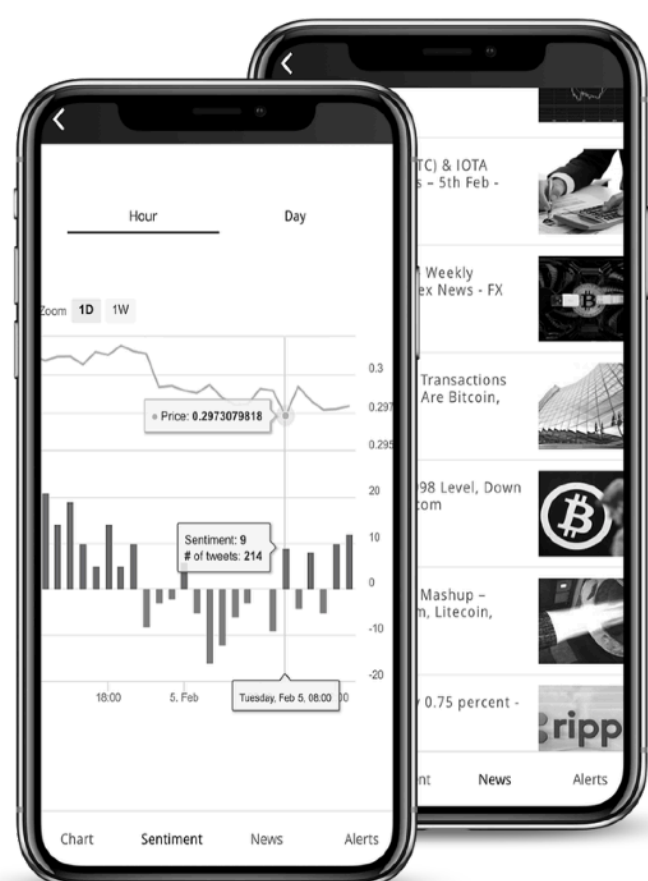 Hour
Day
Zoom 1D 1W
0.3
Price: 0.2973079818
0.297
0.295
20
Sentiment: 9
# of tweets: 214
10
0
-10
-20
18:00
5. Feb
Tuesday, Feb 5, 08:00
:00
Chart
Sentiment
News
Alerts
TC) & IOTA
s – 5th Feb -
Weekly
ex News - FX
Transactions
Are Bitcoin,
98 Level, Down
com
Mashup –
m, Litecoin,
0.75 percent -
ripp
nt
News
Alerts